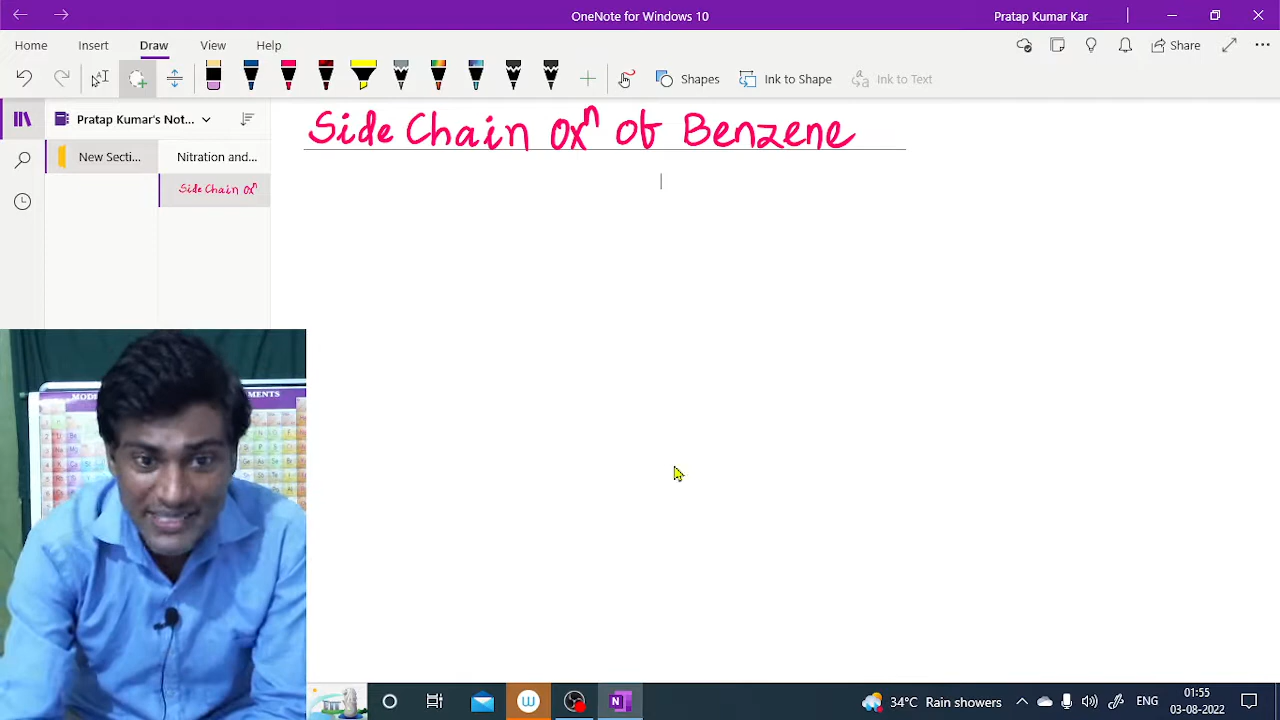 OneNote for Windows 10
Pratap Kumar Kar
Home Insert Draw View Help
Share
Shapes
Ink to Shape
Ink to Text
Pratap Kumar's Not...
New Secti...
Nitration and...
Side Chain Oxn
Side Chain Oxn of Benzene
MENTS
34°C Rain showers
ENG
01:55
03-08-2022